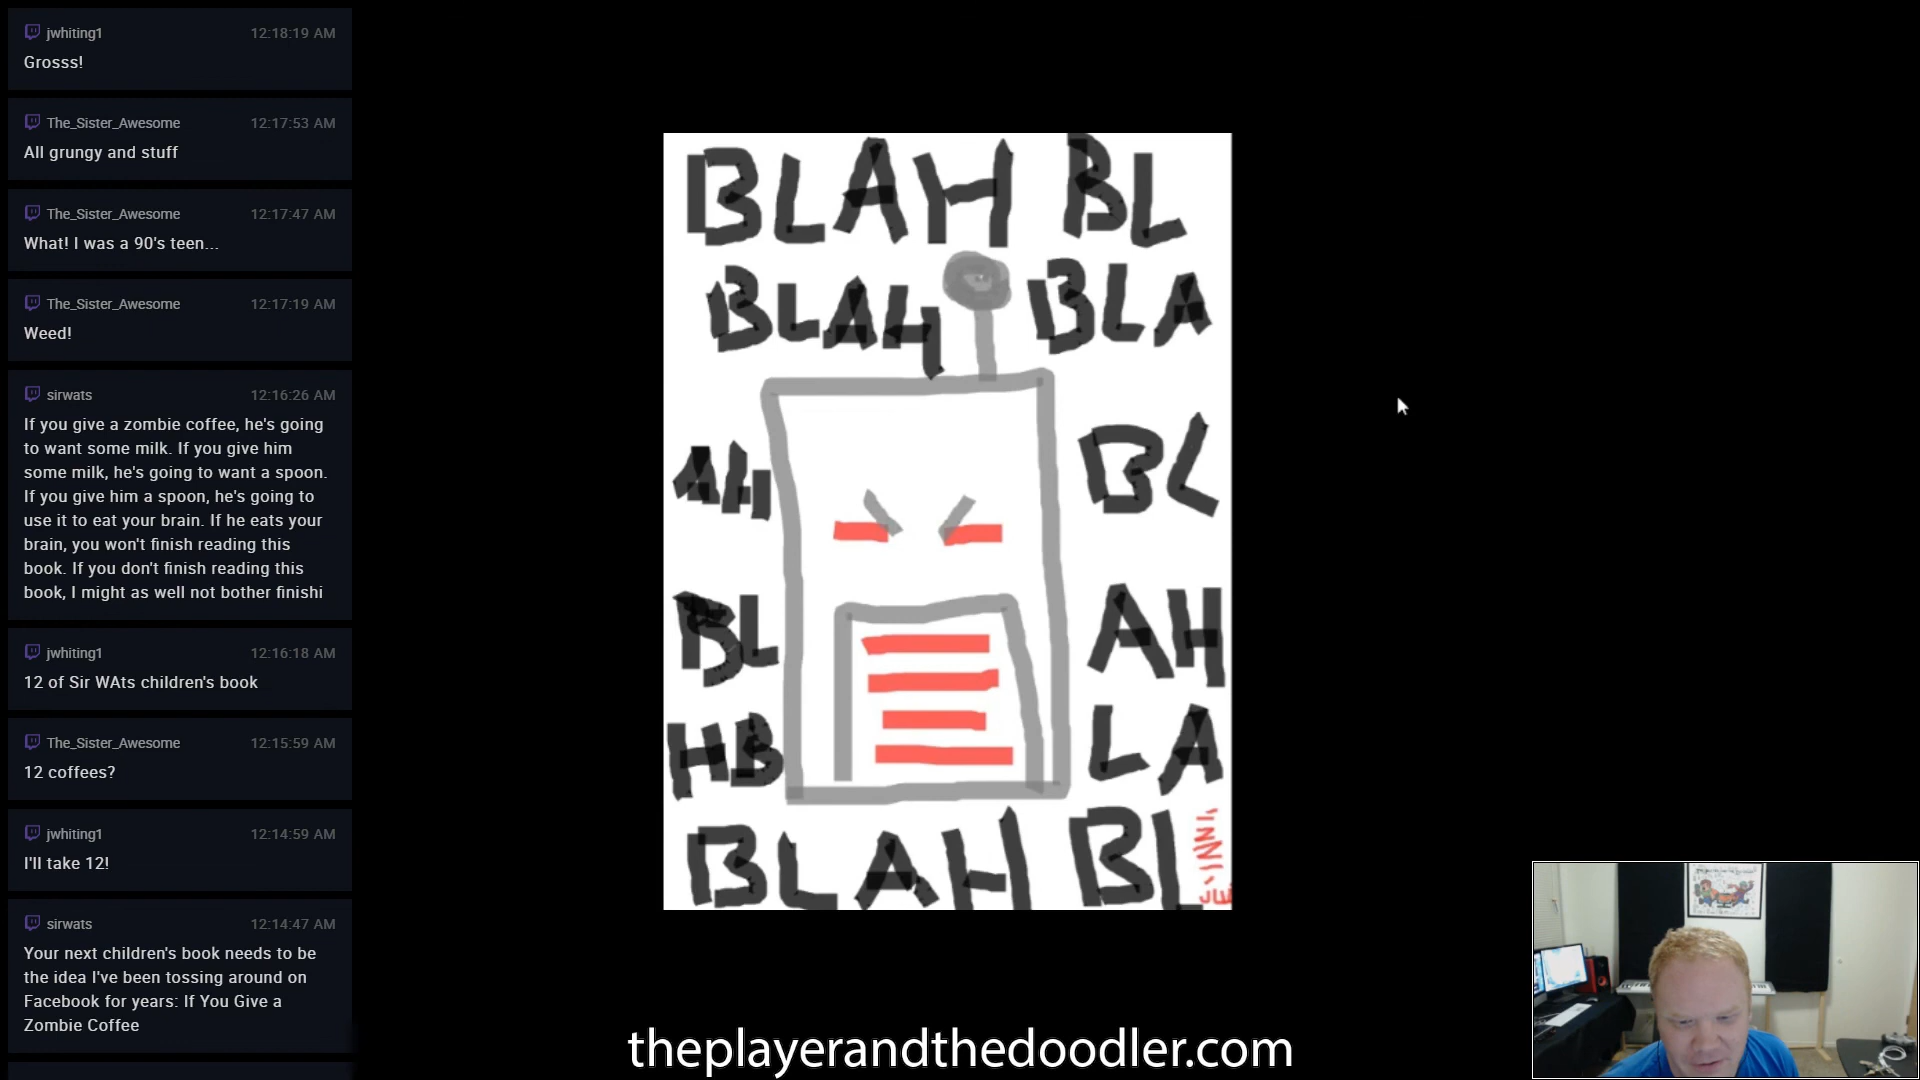 jwhiting1 12:18:19 AM
Grosss!
The_Sister_Awesome 12:17:53 AM
All grungy and stuff
The_Sister_Awesome 12:17:47 AM
What! I was a 90's teen...
The_Sister_Awesome 12:17:19 AM
Weed!
sirwats 12:16:26 AM
If you give a zombie coffee, he's going
to want some milk. If you give him
some milk, he's going to want a spoon.
If you give him a spoon, he's going to
use it to eat your brain. If he eats your
brain, you won't finish reading this
book. If you don't finish reading this
book, I might as well not bother finishi
jwhiting1 12:16:18 AM
12 of Sir WAts children's book
The_Sister_Awesome 12:15:59 AM
12 coffees?
jwhiting1 12:14:59 AM
I'll take 12!
sirwats 12:14:47 AM
Your next children's book needs to be
the idea I've been tossing around on
Facebook for years: If You Give a
Zombie Coffee
BLAH BL
BLAH BLA
AH BL
BL AH
HB LA
BLAH BL
theplayerandthedoodler.com